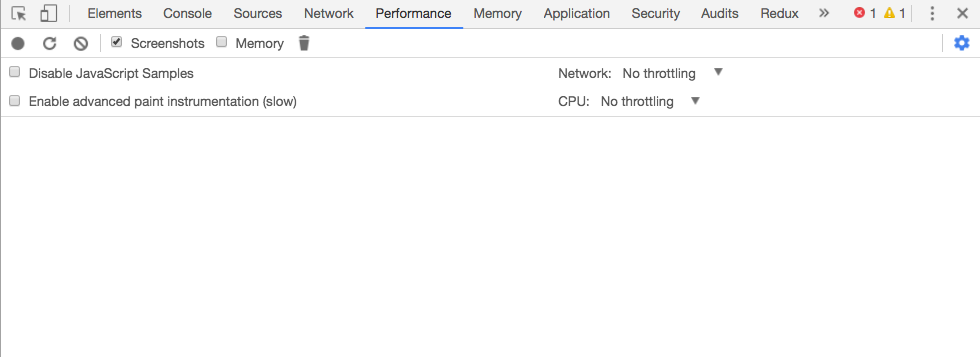 Elements Console Sources Network Performance Memory Application Security Audits Redux » 1 1
Screenshots Memory
Disable JavaScript Samples Network: No throttling
Enable advanced paint instrumentation (slow) CPU: No throttling